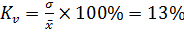 K_v = σ/x̄ × 100% = 13%